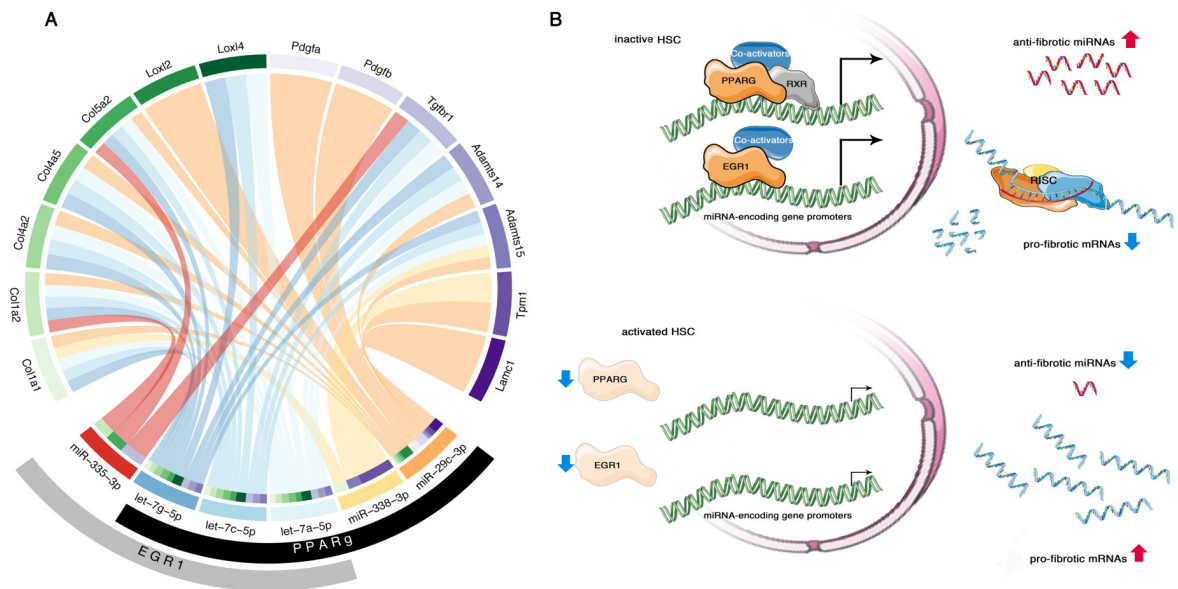 A
Col1a1
Col1a2
Col4a2
Col4a5
Col5a2
Loxl2
Loxl4
Pdgfa
Pdgfb
Tgfbr1
Adamts14
Adamts15
Tpm1
Lamc1
miR-335-3p
let-7g-5p
let-7c-5p
let-7a-5p
miR-338-3p
miR-29c-3p
PPARg
EGR1
B
inactive HSC
Co-activators
PPARG
RXR
Co-activators
EGR1
miRNA-encoding gene promoters
anti-fibrotic miRNAs
RISC
pro-fibrotic mRNAs
activated HSC
PPARG
EGR1
miRNA-encoding gene promoters
anti-fibrotic miRNAs
pro-fibrotic mRNAs